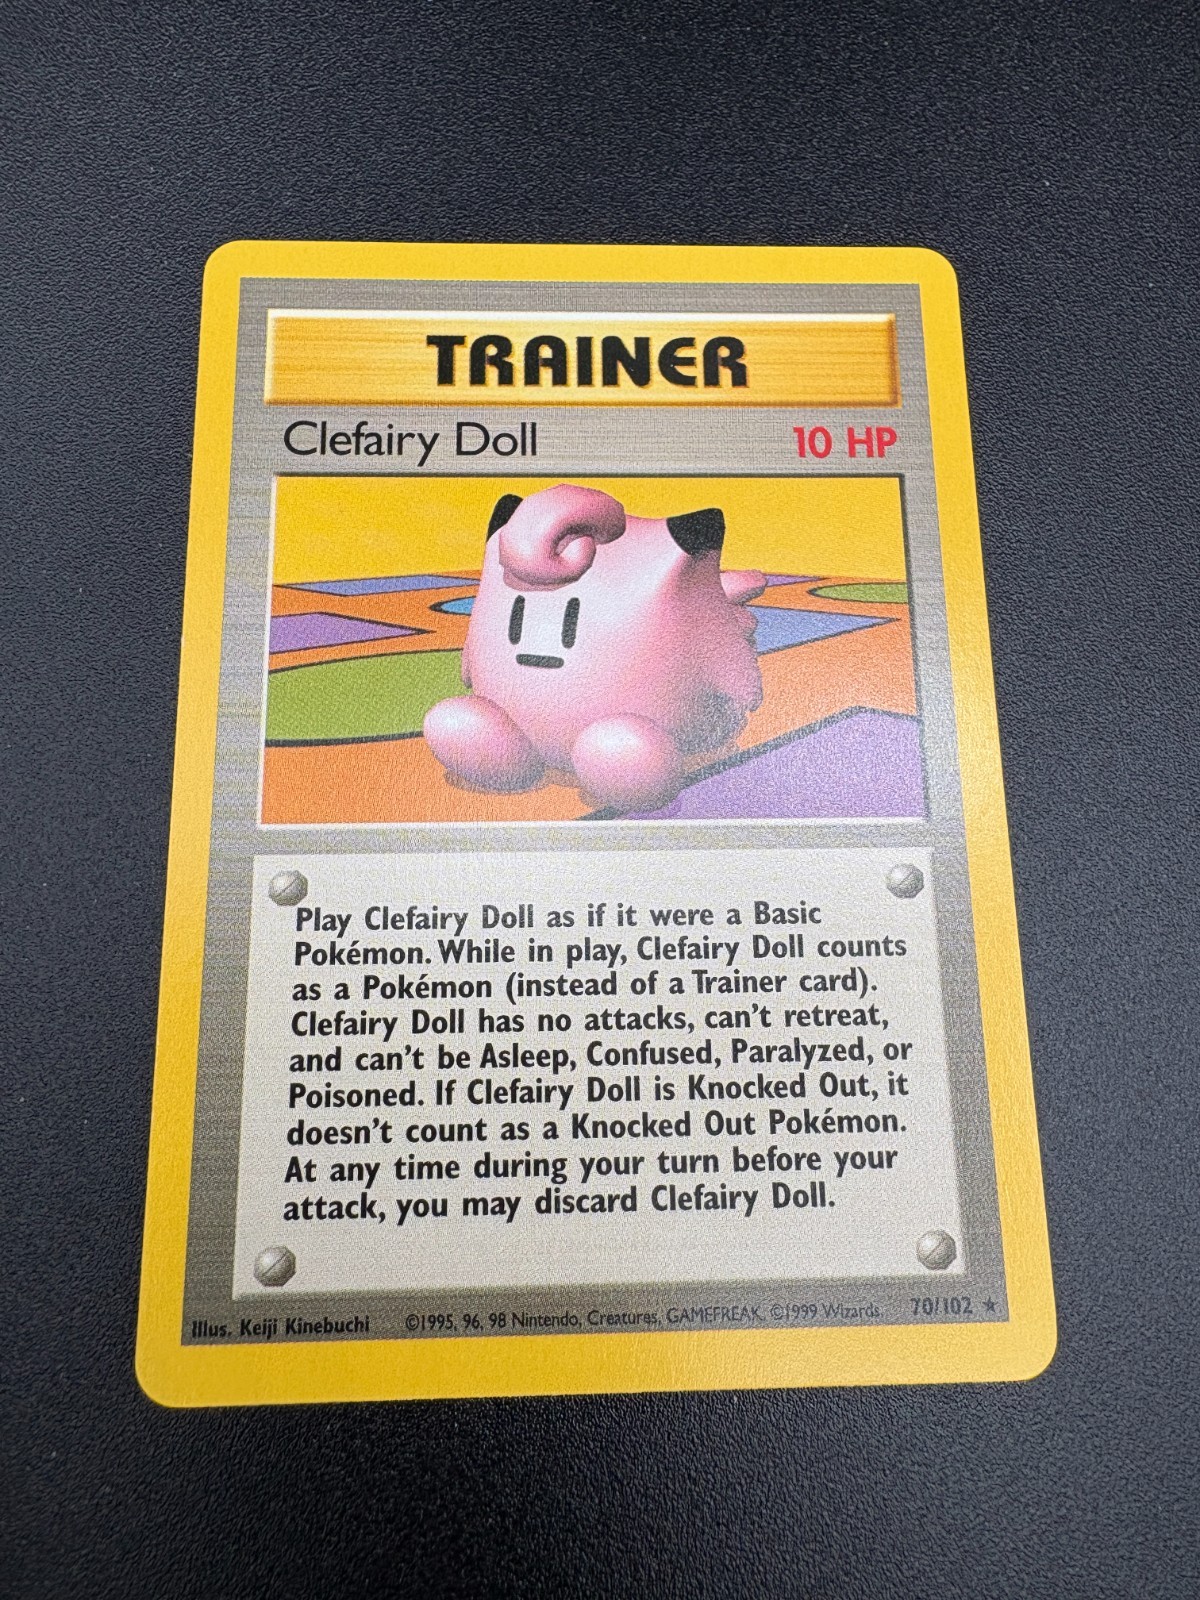 TRAINER
Clefairy Doll 10 HP
Play Clefairy Doll as if it were a Basic
Pokémon. While in play, Clefairy Doll counts
as a Pokémon (instead of a Trainer card).
Clefairy Doll has no attacks, can't retreat,
and can't be Asleep, Confused, Paralyzed, or
Poisoned. If Clefairy Doll is Knocked Out, it
doesn't count as a Knocked Out Pokémon.
At any time during your turn before your
attack, you may discard Clefairy Doll.
Illus. Keiji Kinebuchi ©1995, 96, 98 Nintendo, Creatures, GAMEFREAK. ©1999 Wizards. 70/102 ★